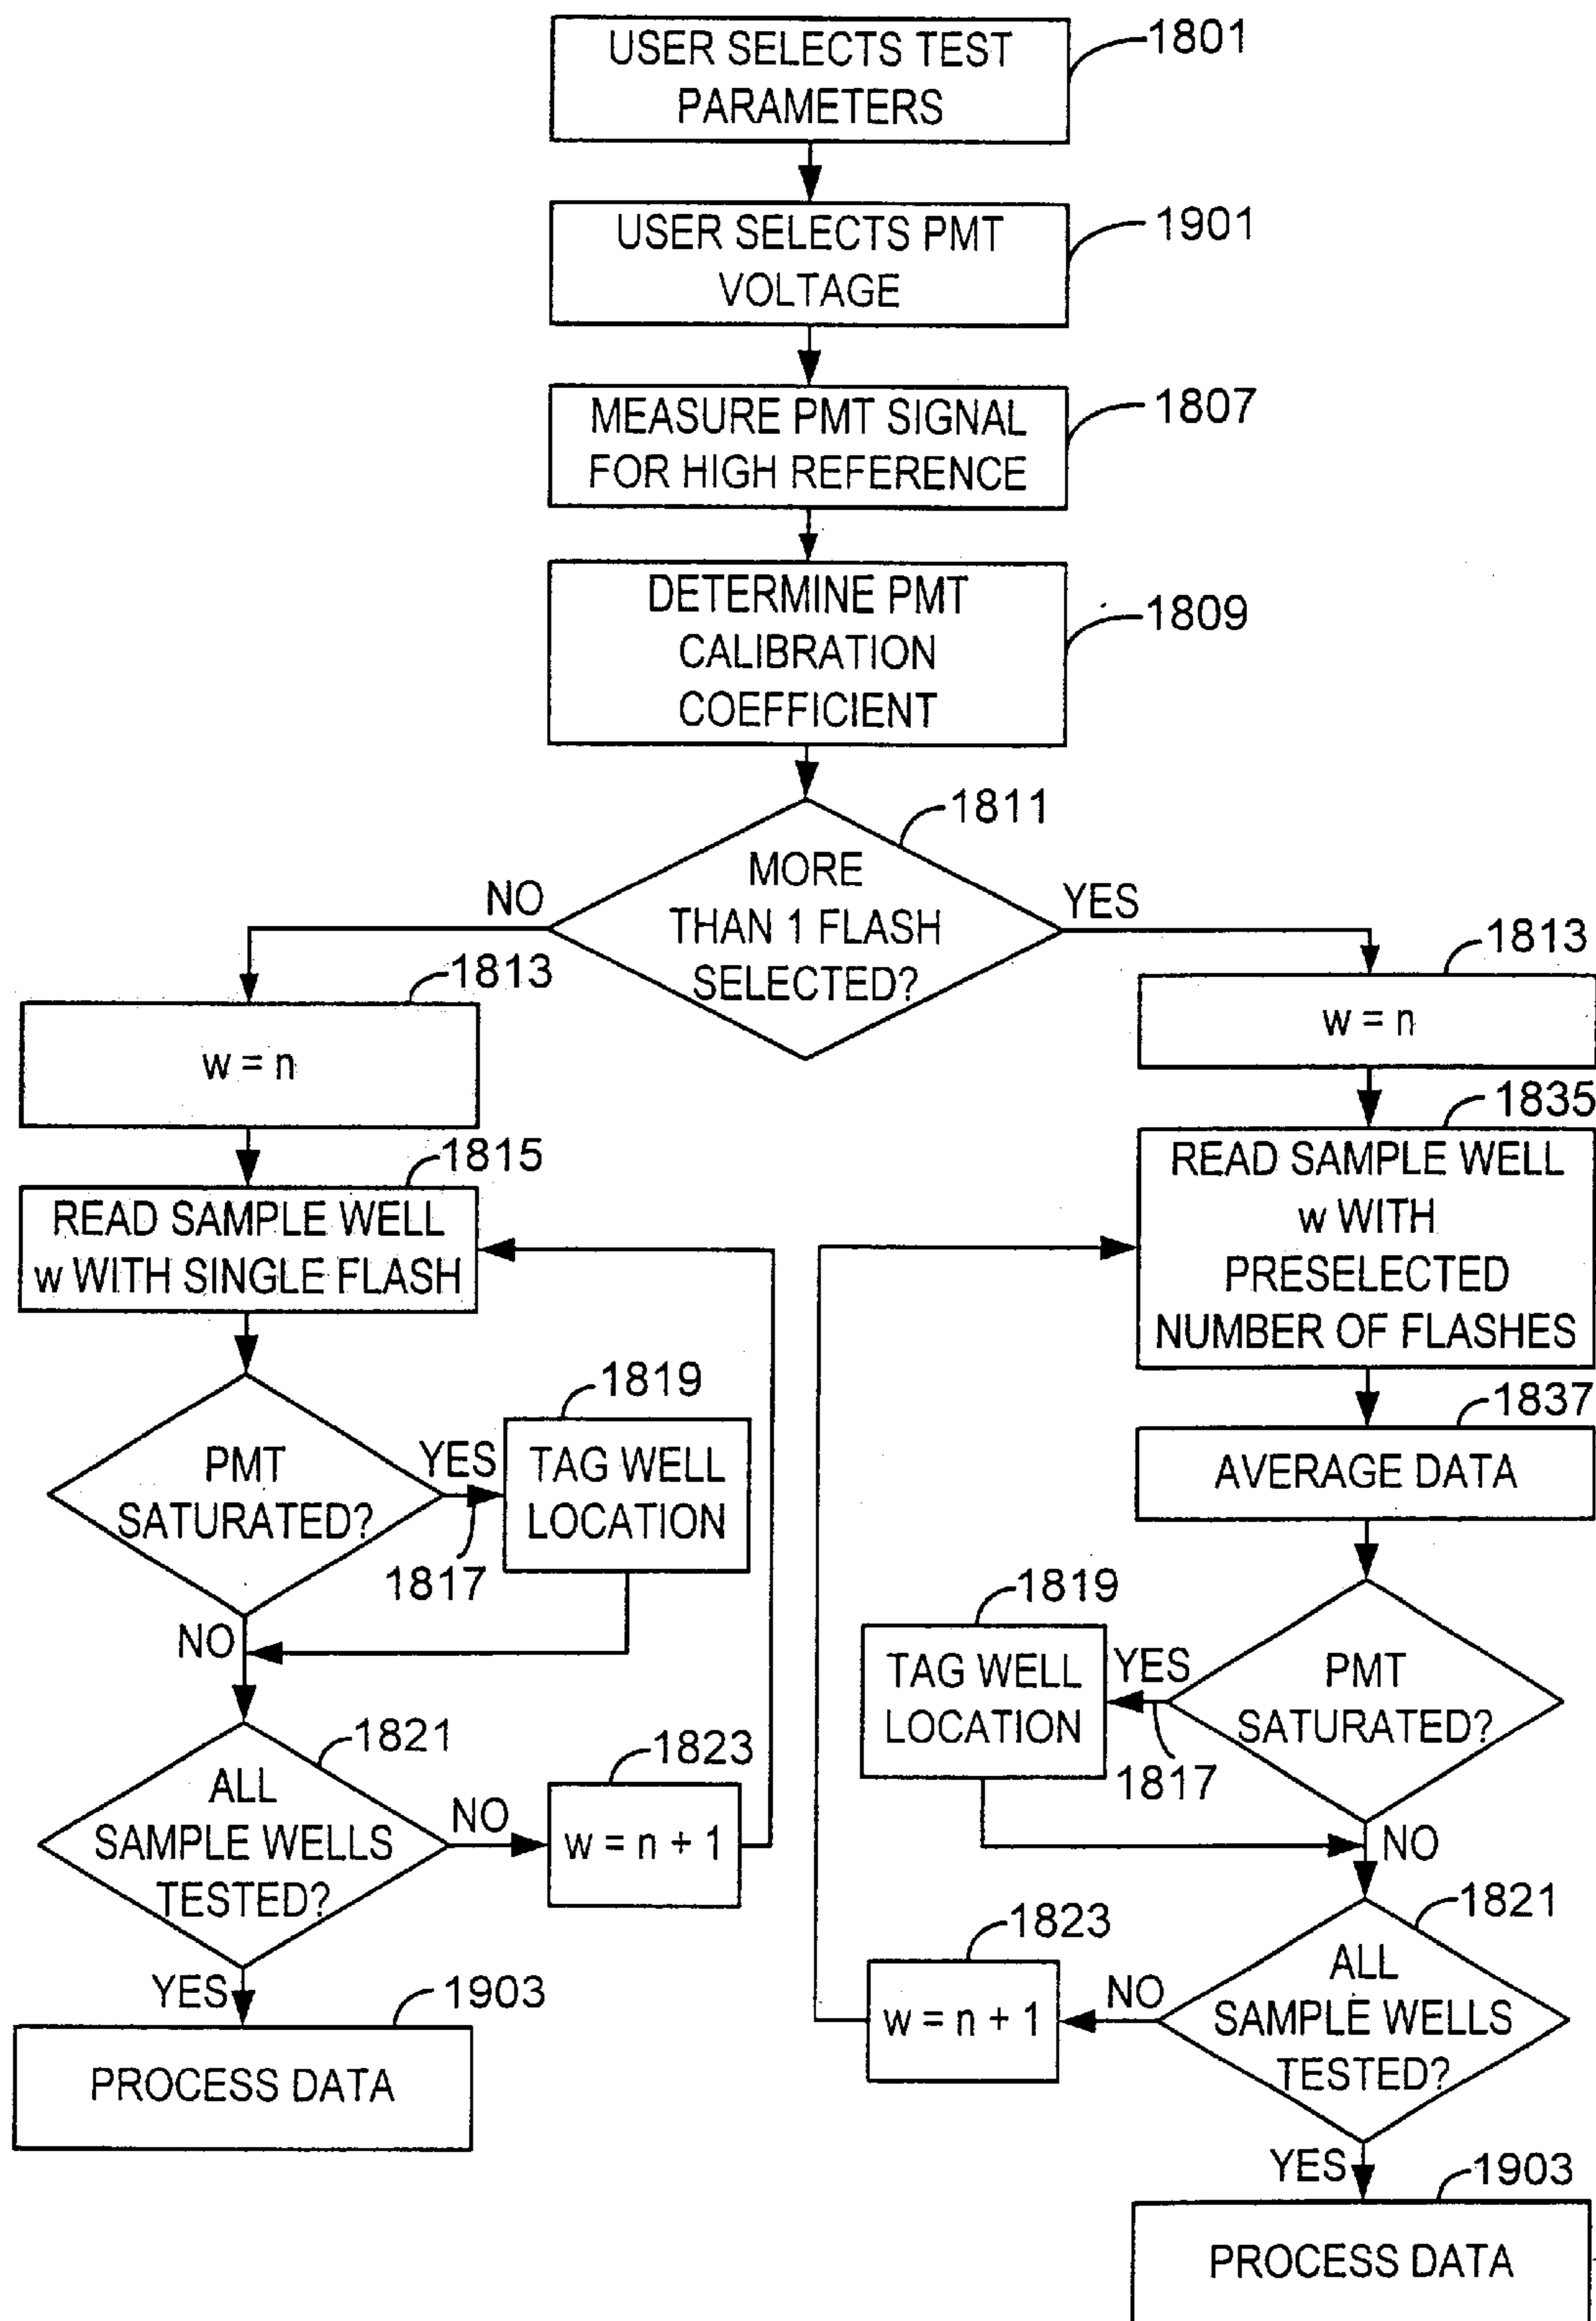 USER SELECTS TEST
PARAMETERS
1801
USER SELECTS PMT
VOLTAGE
1901
MEASURE PMT SIGNAL
FOR HIGH REFERENCE
1807
DETERMINE PMT
CALIBRATION
COEFFICIENT
1809
1811
MORE
THAN 1 FLASH
SELECTED?
NO
YES
1813
w = n
1815
READ SAMPLE WELL
w WITH SINGLE FLASH
PMT
SATURATED?
YES
1817
1819
TAG WELL
LOCATION
NO
1821
ALL
SAMPLE WELLS
TESTED?
NO
1823
w = n + 1
YES
1903
PROCESS DATA
1813
w = n
1835
READ SAMPLE WELL
w WITH
PRESELECTED
NUMBER OF FLASHES
1837
AVERAGE DATA
PMT
SATURATED?
YES
1817
1819
TAG WELL
LOCATION
NO
1821
ALL
SAMPLE WELLS
TESTED?
NO
1823
w = n + 1
YES
1903
PROCESS DATA